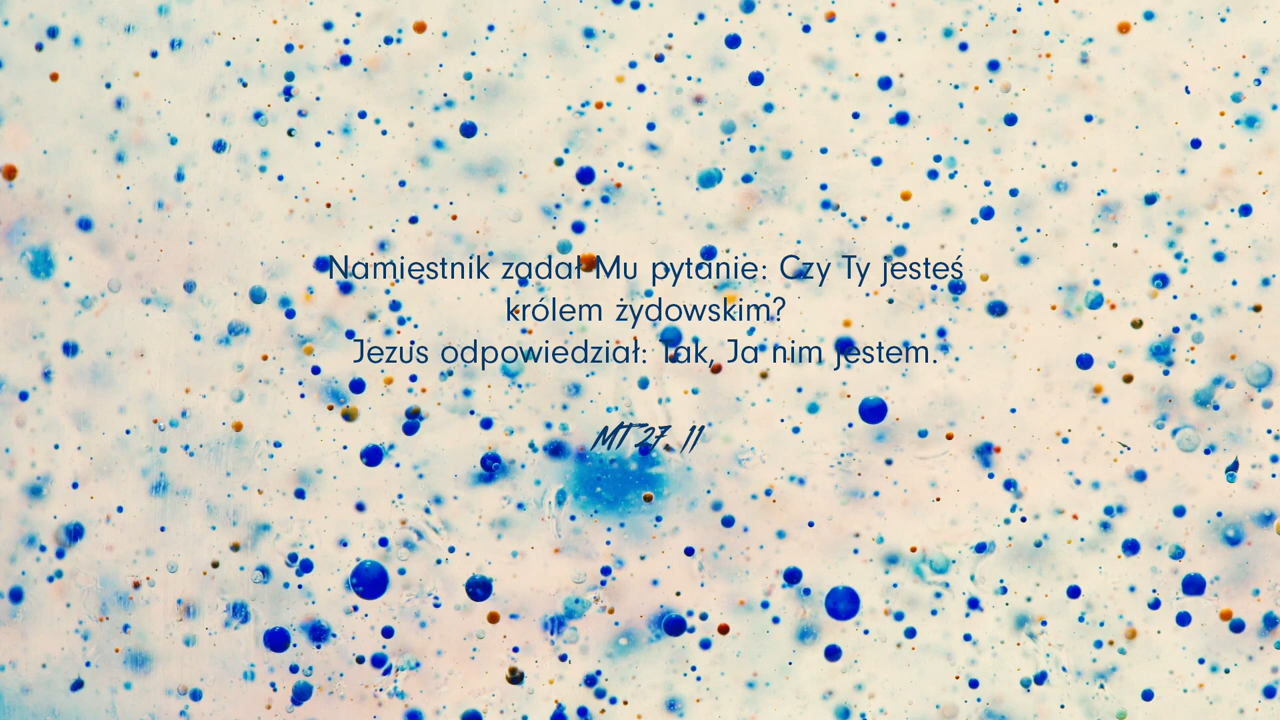 Namiestnik zadał Mu pytanie: Czy Ty jesteś
królem żydowskim?
Jezus odpowiedział: Tak, Ja nim jestem.
MT 27, 11